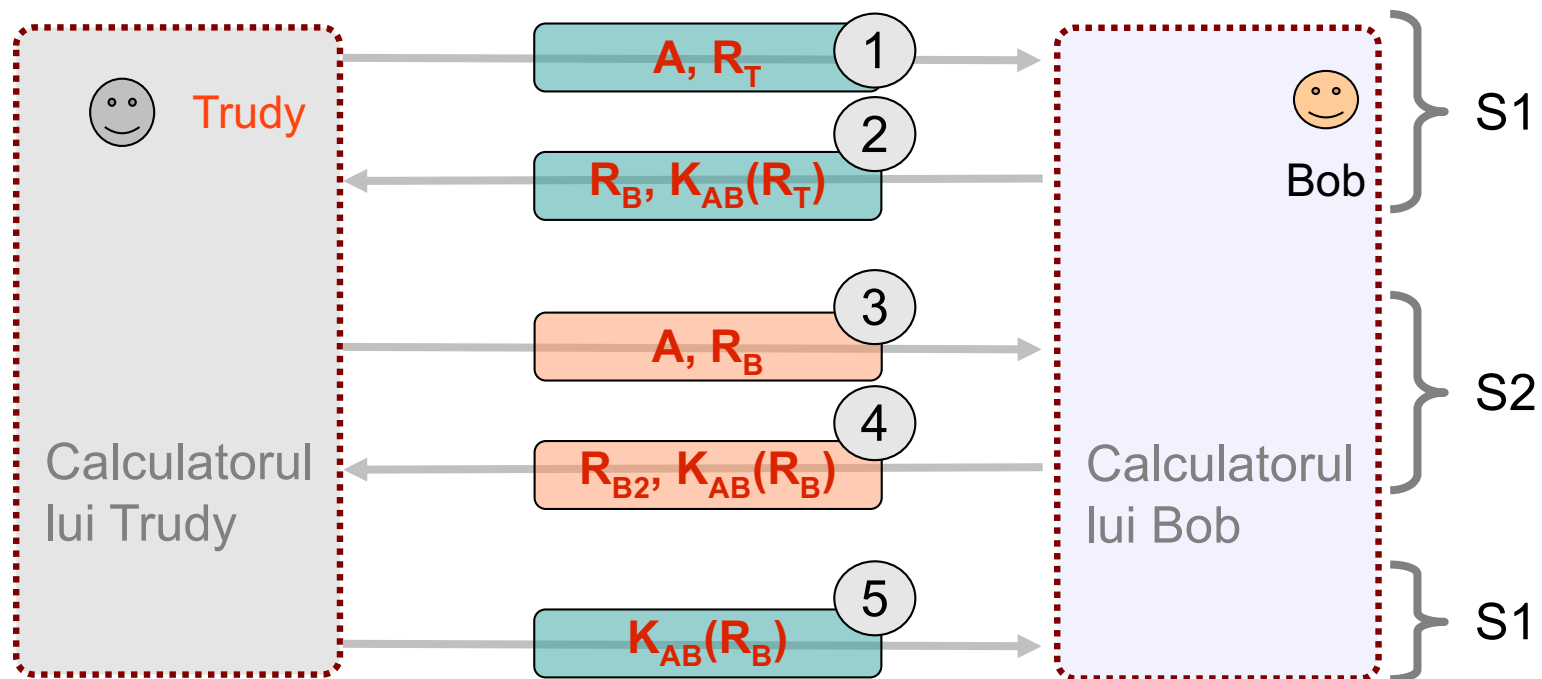 A, R_T
1
Trudy
S1
2
R_B, K_AB(R_T)
Bob
3
A, R_B
S2
4
Calculatorul
lui Trudy
R_B2, K_AB(R_B)
Calculatorul
lui Bob
5
K_AB(R_B)
S1